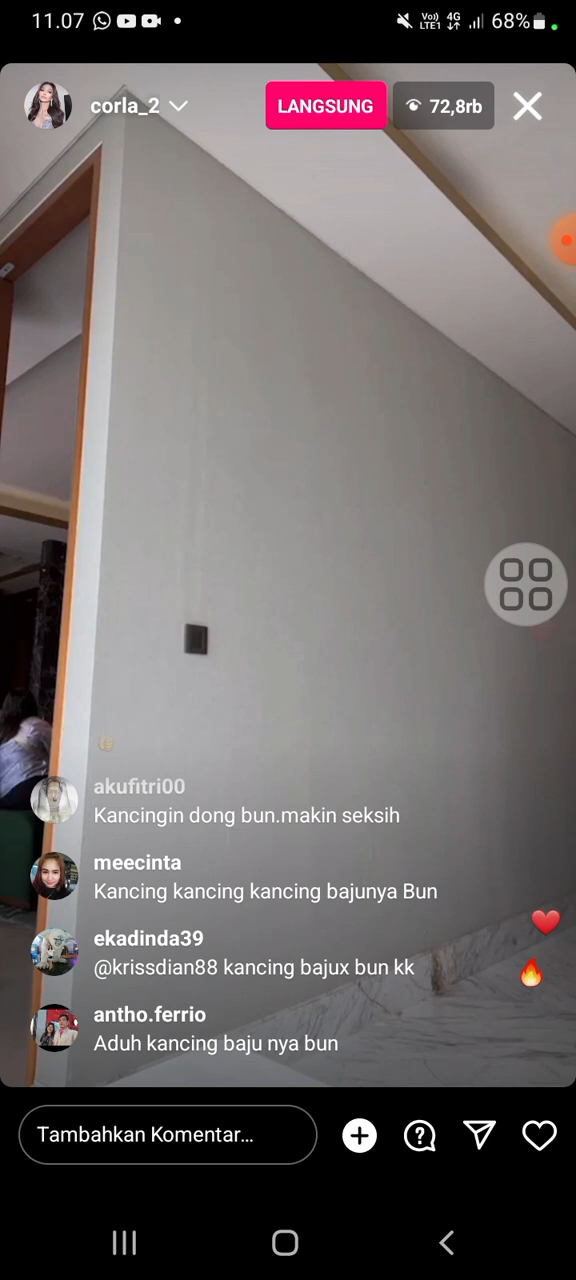 11.07
Vo))
LTE1
4G
68%
corla_2
LANGSUNG
72,8rb
akufitri00
Kancingin dong bun.makin seksih
meecinta
Kancing kancing kancing bajunya Bun
ekadinda39
@krissdian88 kancing bajux bun kk
antho.ferrio
Aduh kancing baju nya bun
Tambahkan Komentar...